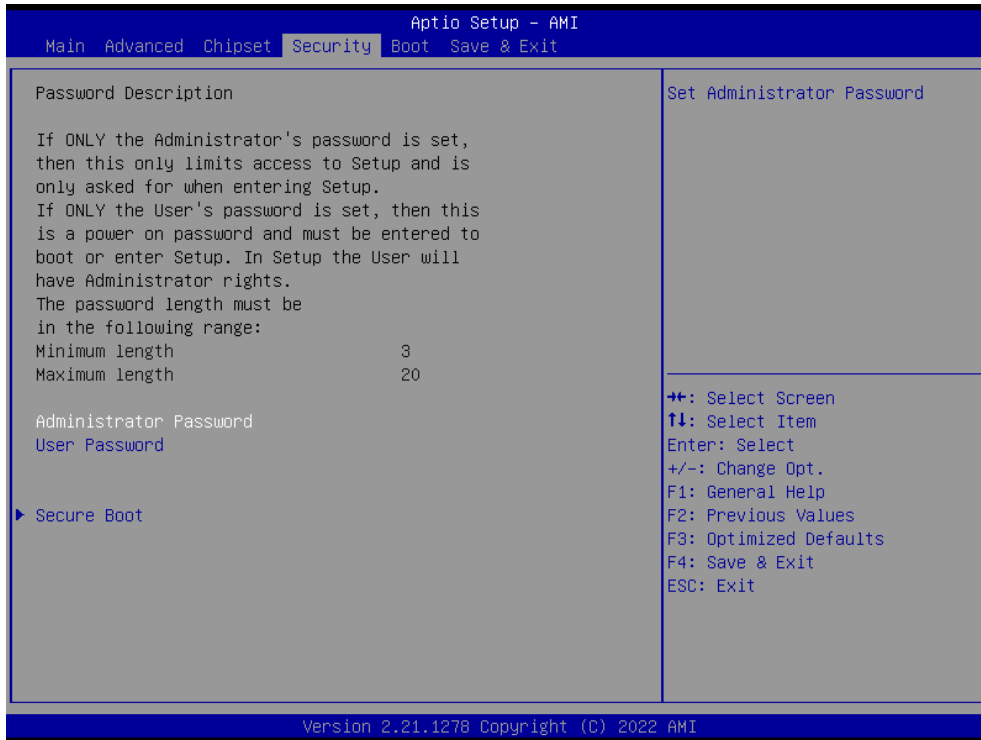 Aptio Setup – AMI
Main Advanced Chipset Security Boot Save & Exit
Password Description
If ONLY the Administrator's password is set,
then this only limits access to Setup and is
only asked for when entering Setup.
If ONLY the User's password is set, then this
is a power on password and must be entered to
boot or enter Setup. In Setup the User will
have Administrator rights.
The password length must be
in the following range:
Minimum length 3
Maximum length 20
Administrator Password
User Password
Secure Boot
Set Administrator Password
→←: Select Screen
↑↓: Select Item
Enter: Select
+/-: Change Opt.
F1: General Help
F2: Previous Values
F3: Optimized Defaults
F4: Save & Exit
ESC: Exit
Version 2.21.1278 Copyright (C) 2022 AMI